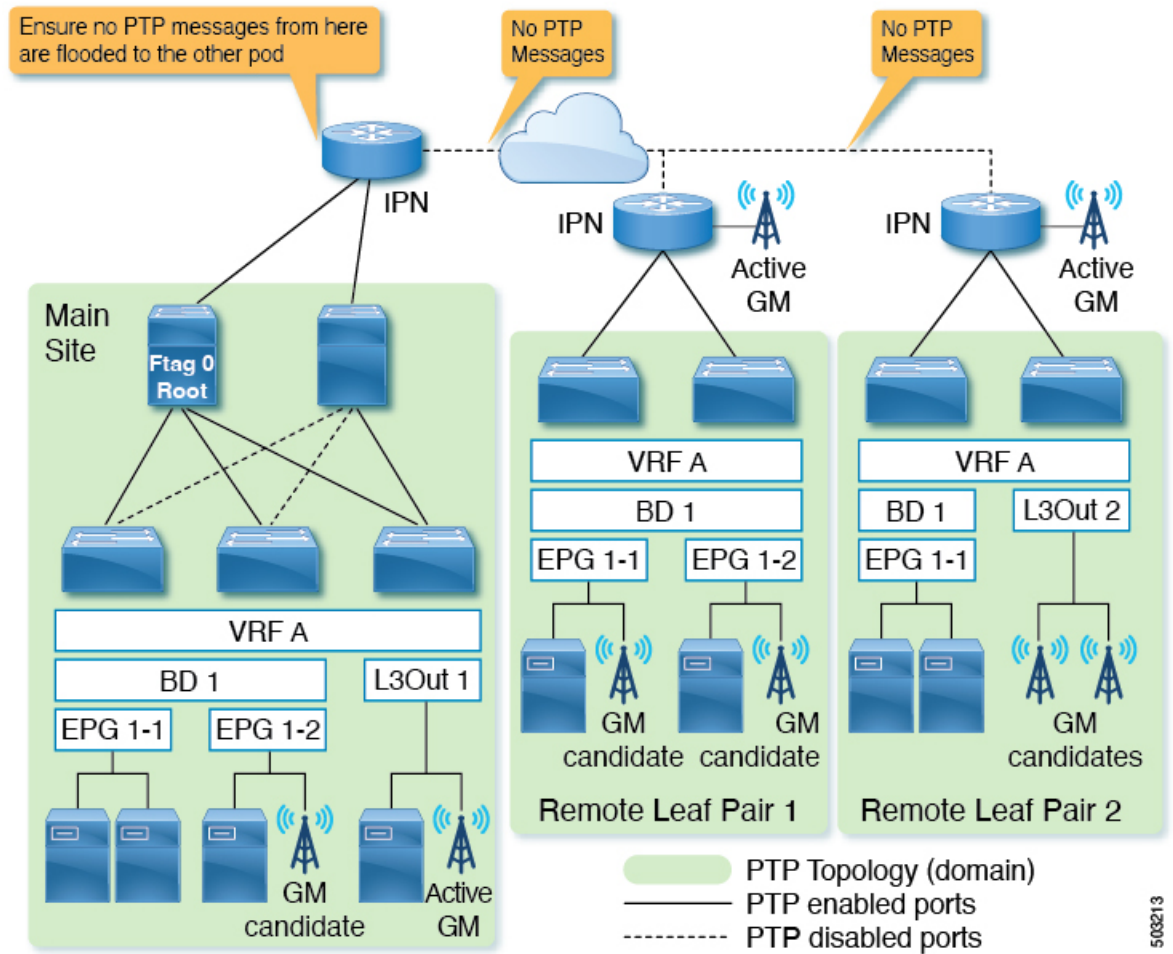 Ensure no PTP messages from here
are flooded to the other pod
No PTP
Messages
No PTP
Messages
IPN
IPN
Active
GM
IPN
Active
GM
Main
Site
Ftag 0
Root
VRF A
BD 1
L3Out 1
EPG 1-1
EPG 1-2
GM
candidate
Active
GM
VRF A
BD 1
EPG 1-1
EPG 1-2
GM
candidate
GM
candidate
Remote Leaf Pair 1
VRF A
BD 1
L3Out 2
EPG 1-1
GM
candidates
Remote Leaf Pair 2
PTP Topology (domain)
PTP enabled ports
PTP disabled ports
503213